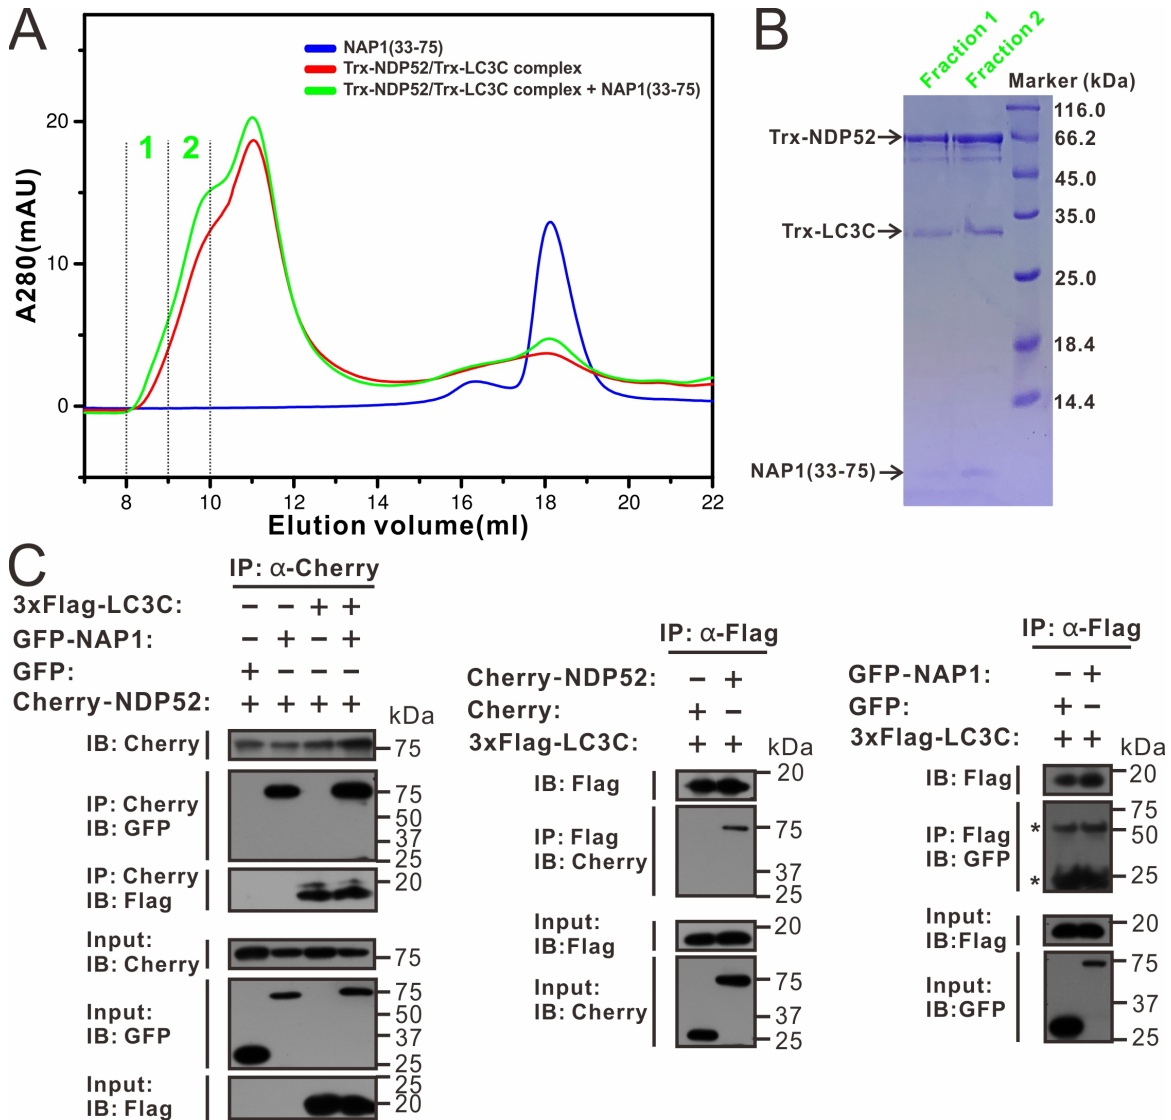 A
NAP1(33-75)
Trx-NDP52/Trx-LC3C complex
Trx-NDP52/Trx-LC3C complex + NAP1(33-75)
1 2
A280(mAU)
20
10
0
8 10 12 14 16 18 20 22
Elution volume(ml)
B
Fraction 1
Fraction 2
Marker (kDa)
Trx-NDP52
Trx-LC3C
NAP1(33-75)
116.0
66.2
45.0
35.0
25.0
18.4
14.4
C
IP: α-Cherry
3xFlag-LC3C: − − + +
GFP-NAP1: − + − +
GFP: + − − −
Cherry-NDP52: + + + +
kDa
IB: Cherry
75
IP: Cherry
IB: GFP
75
50
37
25
IP: Cherry
IB: Flag
20
Input:
IB: Cherry
75
Input:
IB: GFP
75
50
37
25
Input:
IB: Flag
25
20
IP: α-Flag
Cherry-NDP52: − +
Cherry: + −
3xFlag-LC3C: + +
kDa
IB: Flag
20
IP: Flag
IB: Cherry
75
37
25
Input:
IB:Flag
20
Input:
IB: Cherry
75
37
25
IP: α-Flag
GFP-NAP1: − +
GFP: + −
3xFlag-LC3C: + +
kDa
IB: Flag
20
IP: Flag
IB: GFP
*
*
75
50
25
Input:
IB:Flag
20
Input:
IB:GFP
75
37
25